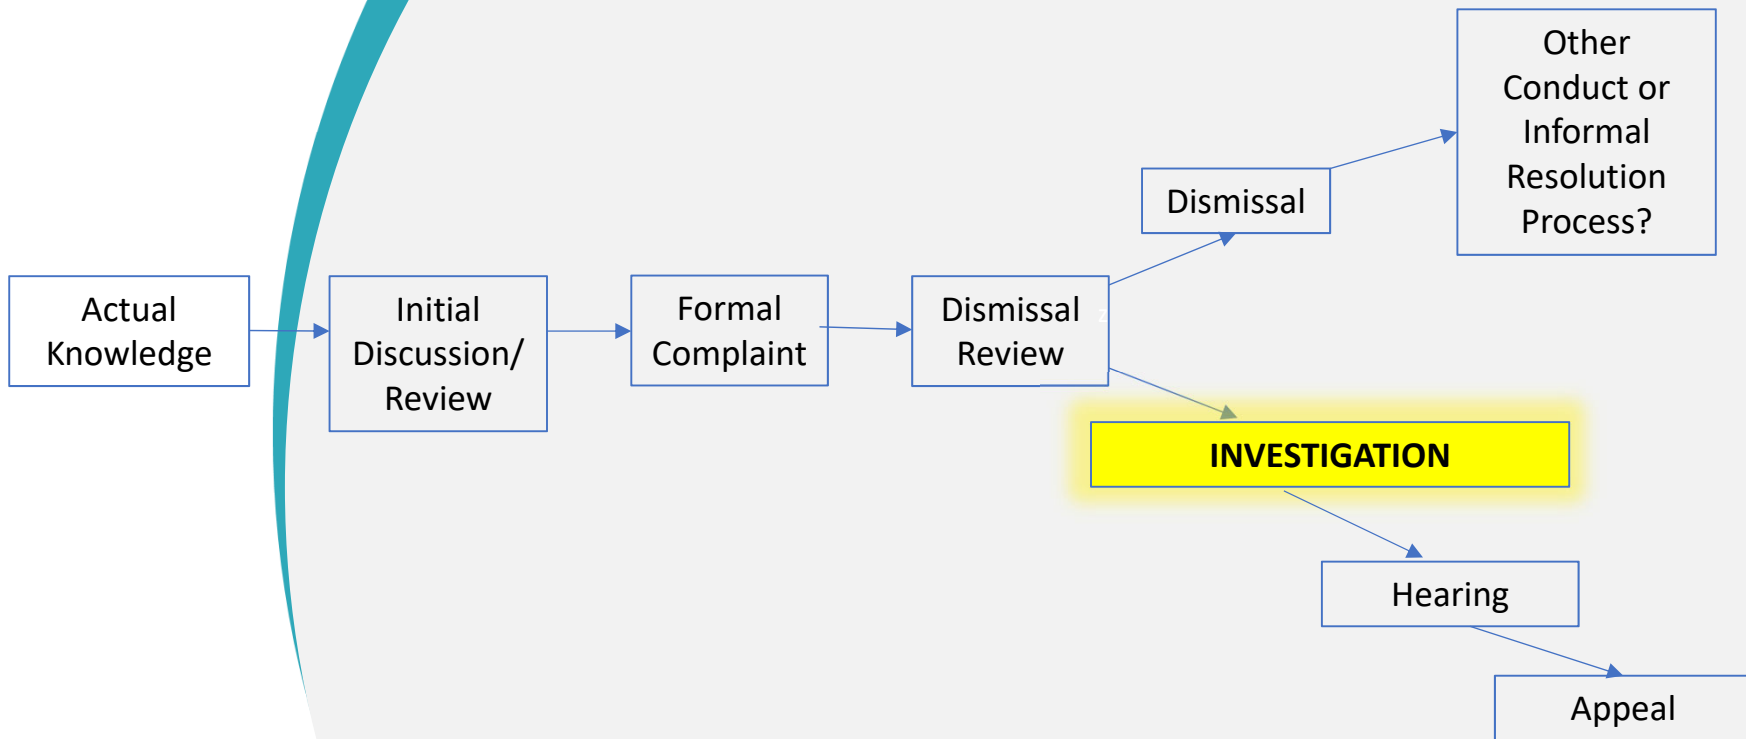 Actual
Knowledge
Initial
Discussion/
Review
Formal
Complaint
Dismissal
Review
z
Dismissal
Other
Conduct or
Informal
Resolution
Process?
INVESTIGATION
Hearing
Appeal